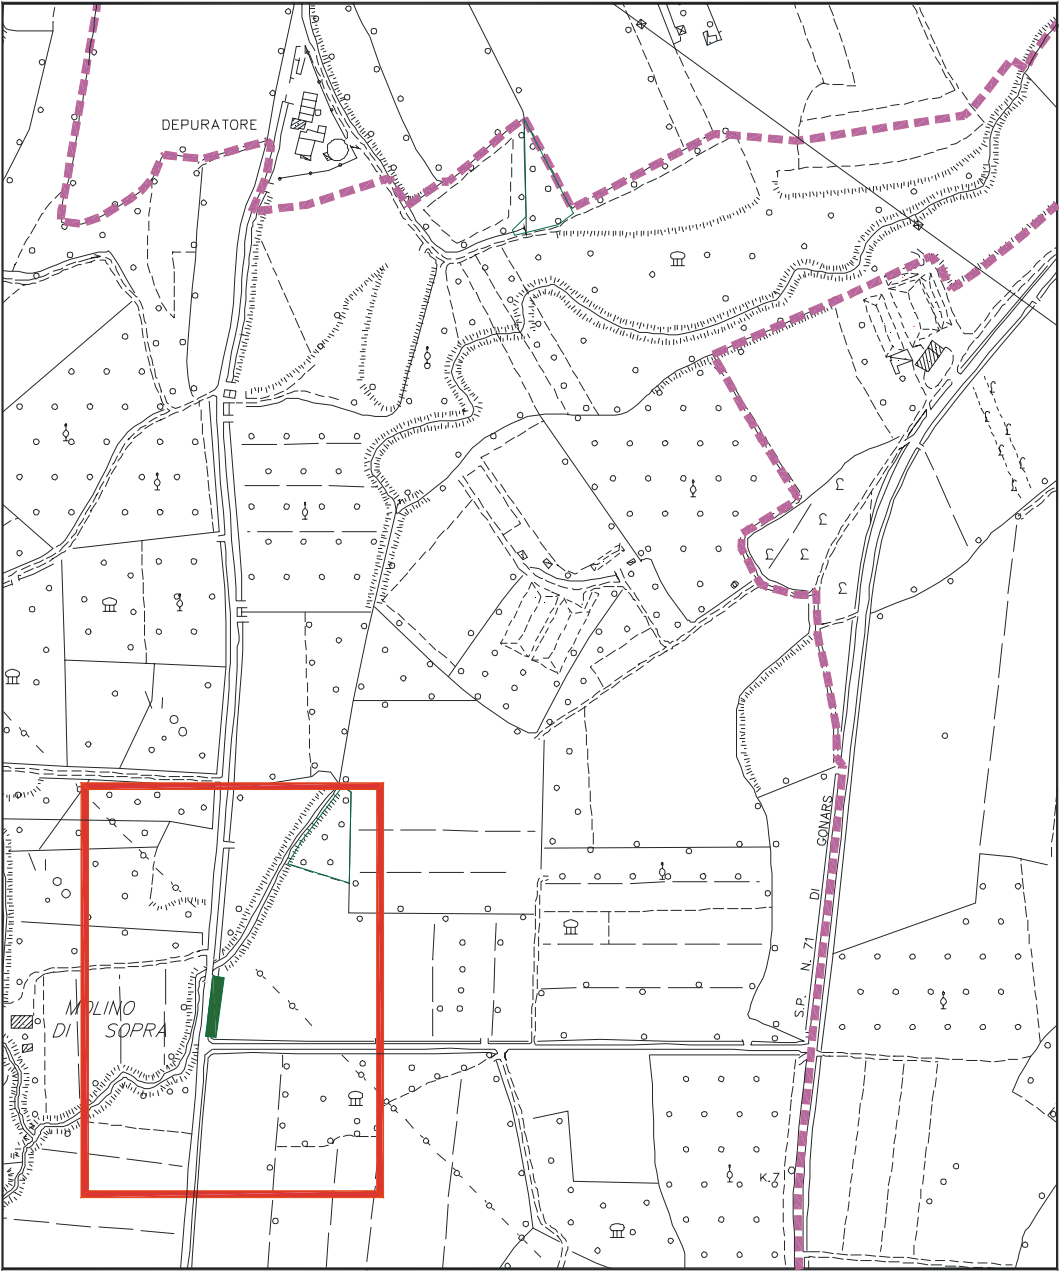 DEPURATORE
S.P. N. 71 DI GONARS
MOLINO
DI SOPRA
K.7